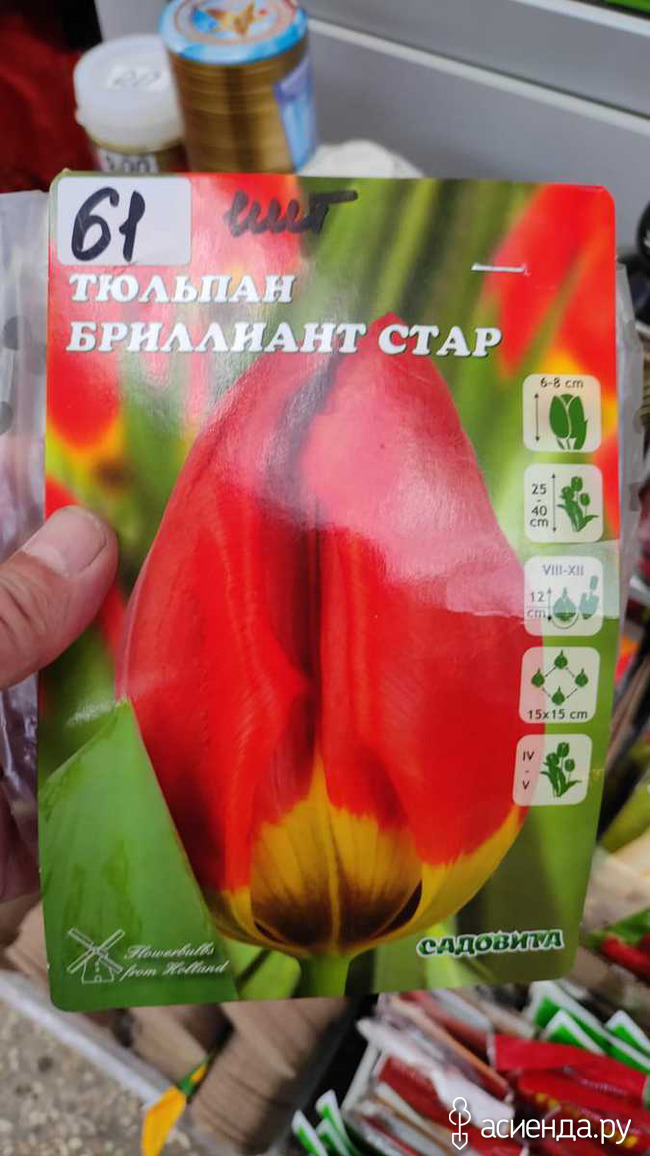 61
шт
ТЮЛЬПАН
БРИЛЛИАНТ СТАР
6-8 cm
25
-
40
cm
VIII-XII
12
cm
15x15 cm
IV
-
V
Flowerbulbs
from Holland
САДОВИТА
асиенда.ру